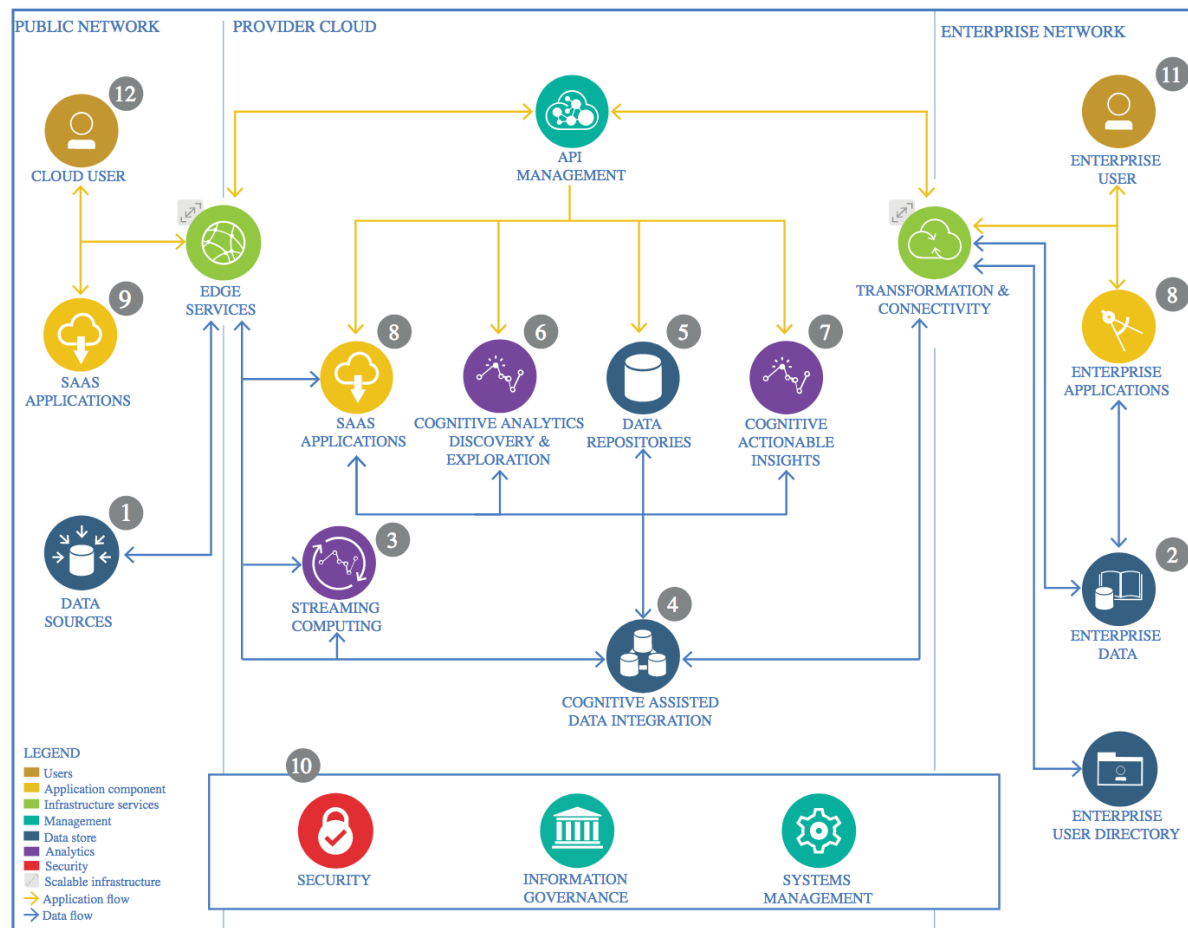 PUBLIC NETWORK
PROVIDER CLOUD
ENTERPRISE NETWORK
12
CLOUD USER
API
MANAGEMENT
11
ENTERPRISE
USER
EDGE
SERVICES
TRANSFORMATION &
CONNECTIVITY
9
SAAS
APPLICATIONS
8
SAAS
APPLICATIONS
6
COGNITIVE ANALYTICS
DISCOVERY &
EXPLORATION
5
DATA
REPOSITORIES
7
COGNITIVE
ACTIONABLE
INSIGHTS
8
ENTERPRISE
APPLICATIONS
1
DATA
SOURCES
3
STREAMING
COMPUTING
4
COGNITIVE ASSISTED
DATA INTEGRATION
2
ENTERPRISE
DATA
ENTERPRISE
USER DIRECTORY
LEGEND
Users
Application component
Infrastructure services
Management
Data store
Analytics
Security
Scalable infrastructure
Application flow
Data flow
10
SECURITY
INFORMATION
GOVERNANCE
SYSTEMS
MANAGEMENT